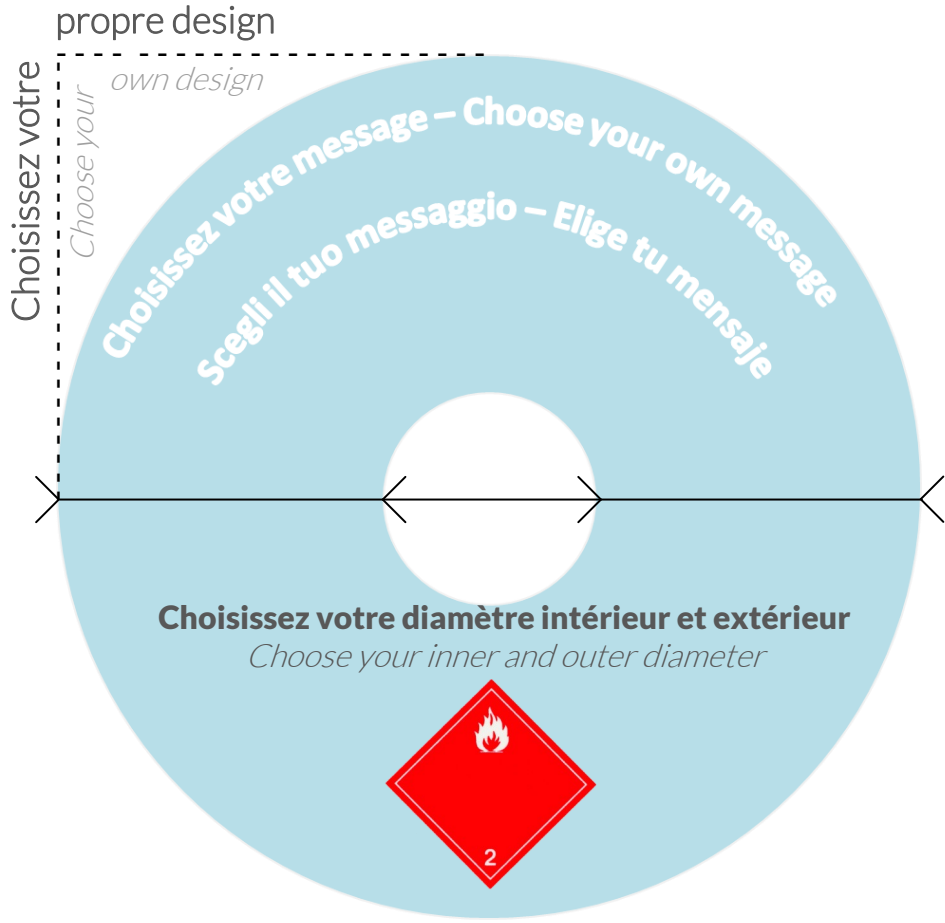 propre design
Choisissez votre
own design
Choose your
Choisissez votre message – Choose your own message
Scegli il tuo messaggio – Elige tu mensaje
Choisissez votre diamètre intérieur et extérieur
Choose your inner and outer diameter
2